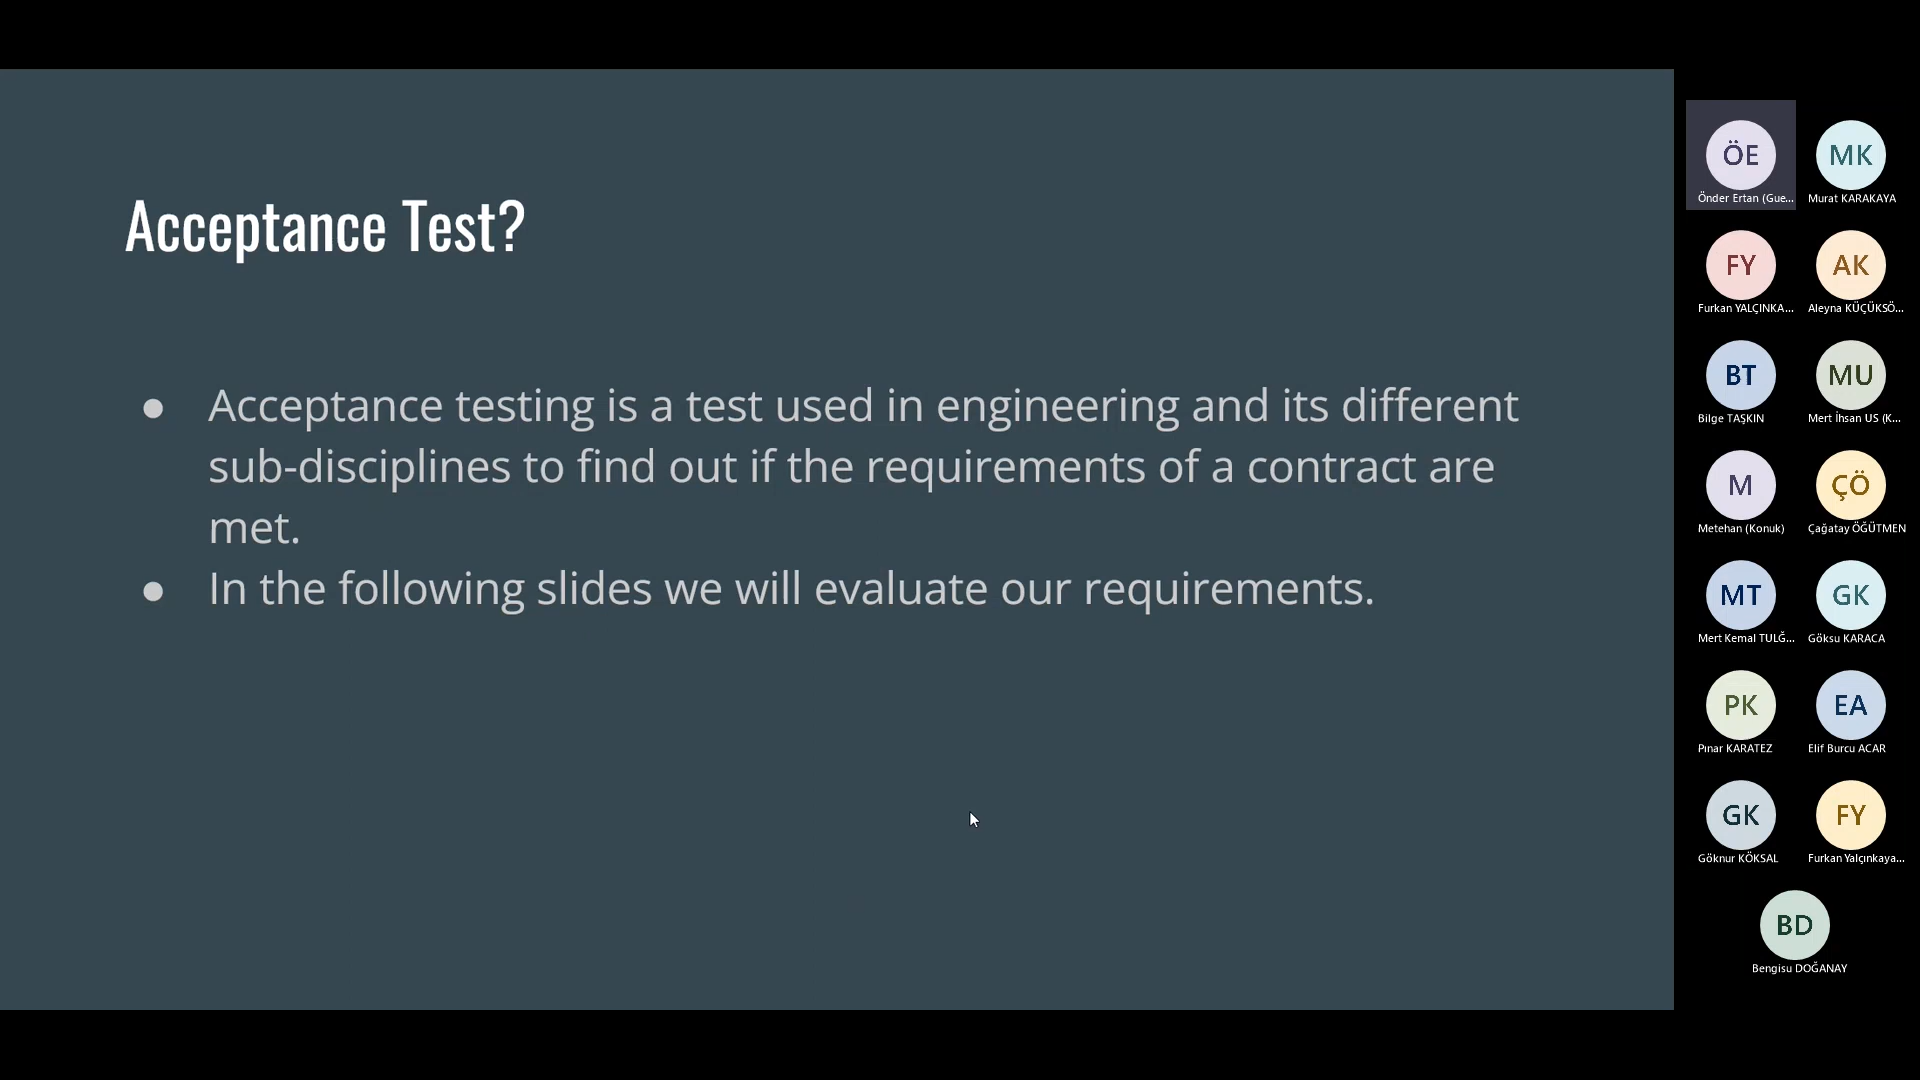 Acceptance Test?
● Acceptance testing is a test used in engineering and its different
sub-disciplines to find out if the requirements of a contract are
met.
● In the following slides we will evaluate our requirements.
ÖE
Önder Ertan (Gue...
MK
Murat KARAKAYA
FY
Furkan YALÇINKA...
AK
Aleyna KÜÇÜKSÖ...
BT
Bilge TAŞKIN
MU
Mert İhsan US (K...
M
Metehan (Konuk)
ÇÖ
Çağatay ÖĞÜTMEN
MT
Mert Kemal TULĞ...
GK
Göksu KARACA
PK
Pınar KARATEZ
EA
Elif Burcu ACAR
GK
Göknur KÖKSAL
FY
Furkan Yalçınkaya...
BD
Bengisu DOĞANAY